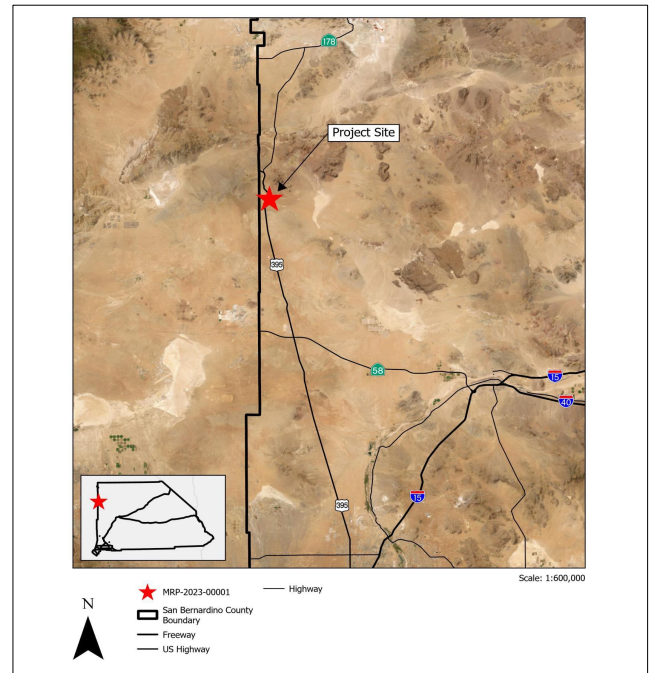 178
Project Site
395
58
15
40
15
395
Scale: 1:600,000
MRP-2023-00001
Highway
N
San Bernardino County
Boundary
Freeway
US Highway